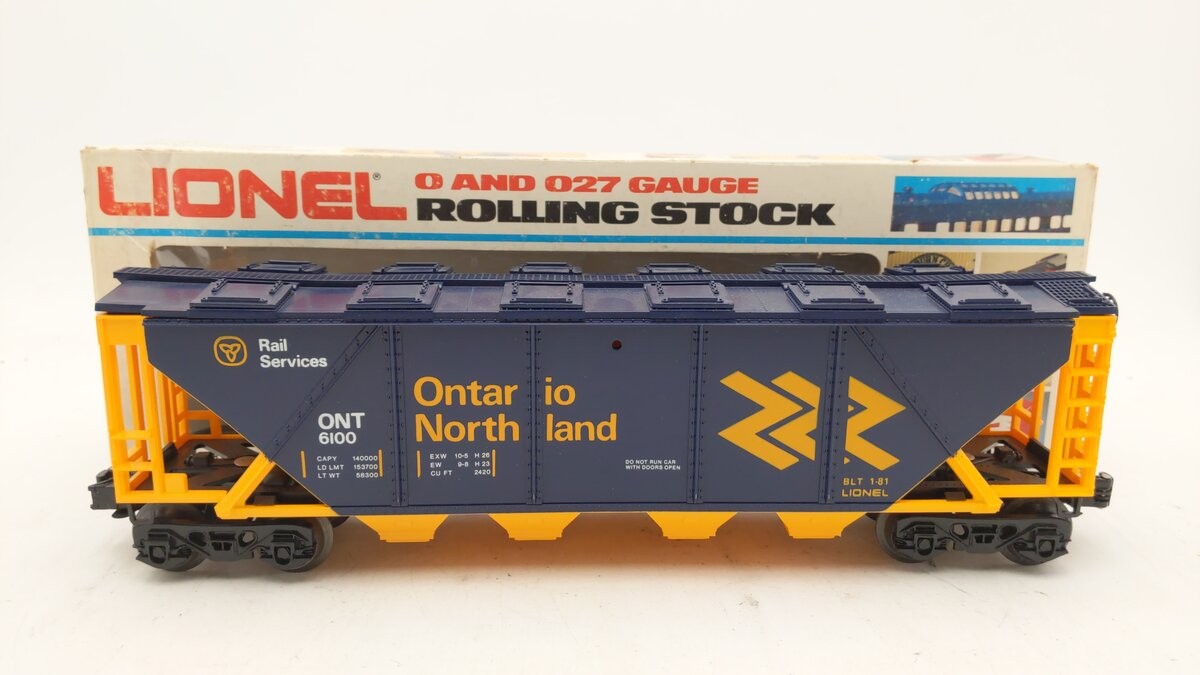 LIONEL®
O AND O27 GAUGE
ROLLING STOCK
Rail
Services
ONT
6100
CAPY 140000
LD LMT 153700
LT WT 56300
Ontario
Northland
EXW 10-5 H 26
EW 9-8 H 23
CU FT 2420
DO NOT RUN CAR
WITH DOORS OPEN
BLT 1-81
LIONEL